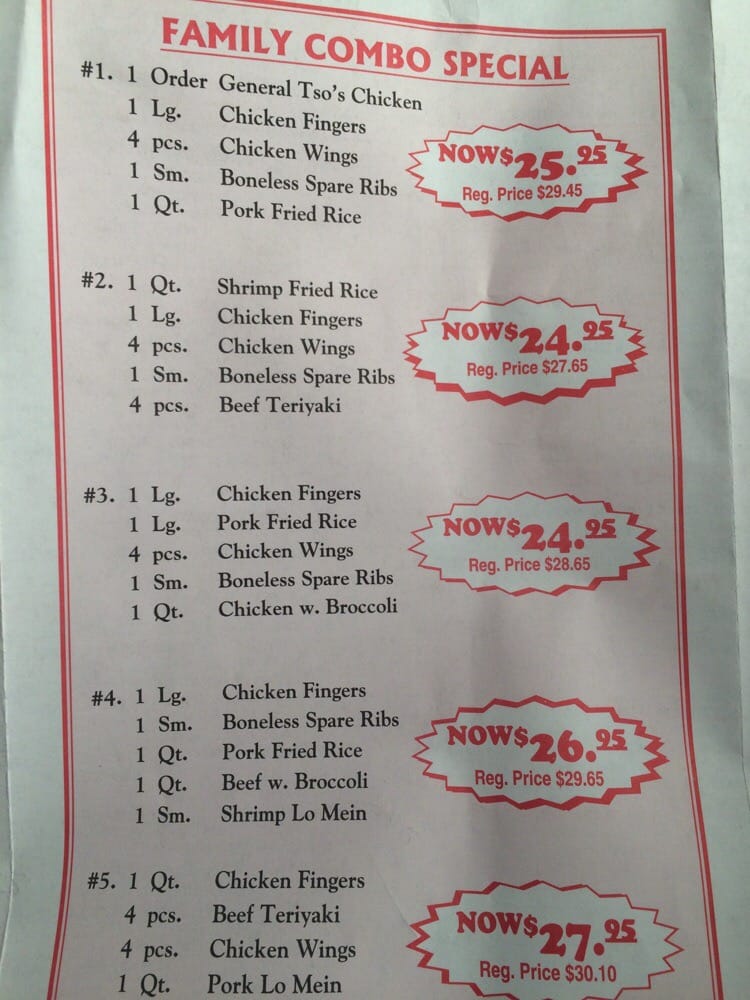 FAMILY COMBO SPECIAL
#1. 1 Order General Tso's Chicken
1 Lg. Chicken Fingers
4 pcs. Chicken Wings
1 Sm. Boneless Spare Ribs
1 Qt. Pork Fried Rice
NOW $25.95
Reg. Price $29.45
#2. 1 Qt. Shrimp Fried Rice
1 Lg. Chicken Fingers
4 pcs. Chicken Wings
1 Sm. Boneless Spare Ribs
4 pcs. Beef Teriyaki
NOW $24.95
Reg. Price $27.65
#3. 1 Lg. Chicken Fingers
1 Lg. Pork Fried Rice
4 pcs. Chicken Wings
1 Sm. Boneless Spare Ribs
1 Qt. Chicken w. Broccoli
NOW $24.95
Reg. Price $28.65
#4. 1 Lg. Chicken Fingers
1 Sm. Boneless Spare Ribs
1 Qt. Pork Fried Rice
1 Qt. Beef w. Broccoli
1 Sm. Shrimp Lo Mein
NOW $26.95
Reg. Price $29.65
#5. 1 Qt. Chicken Fingers
4 pcs. Beef Teriyaki
4 pcs. Chicken Wings
1 Qt. Pork Lo Mein
NOW $27.95
Reg. Price $30.10